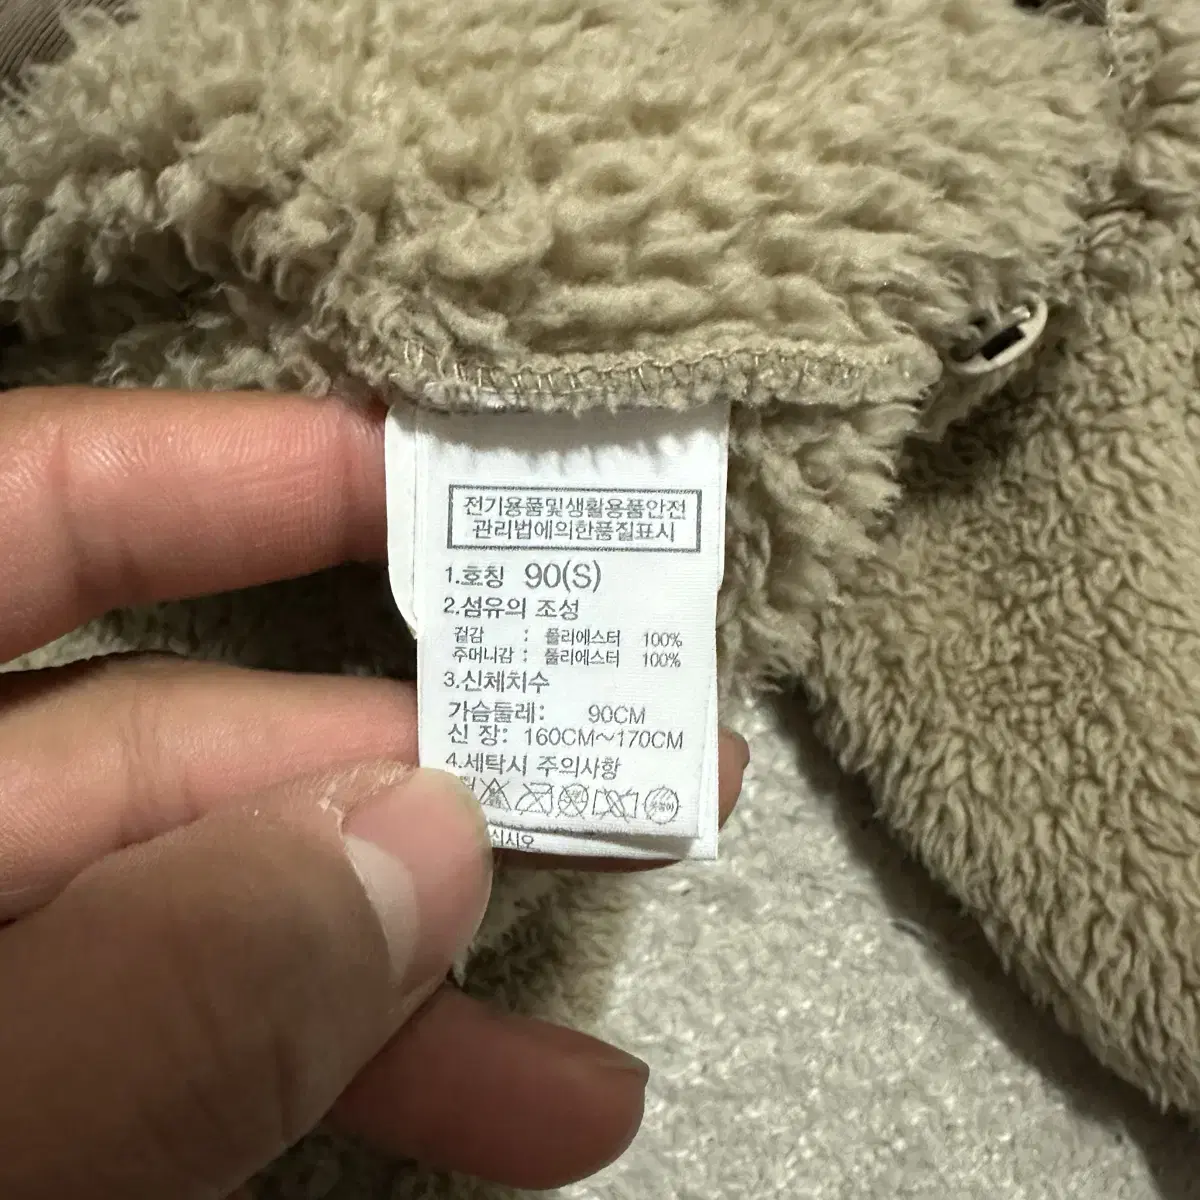 전기용품및생활용품안전
관리법에의한품질표시
1.호칭 90(S)
2.섬유의 조성
겉감 : 폴리에스터 100%
주머니감 : 폴리에스터 100%
3.신체치수
가슴둘레: 90CM
신 장: 160CM~170CM
4.세탁시 주의사항
십시오